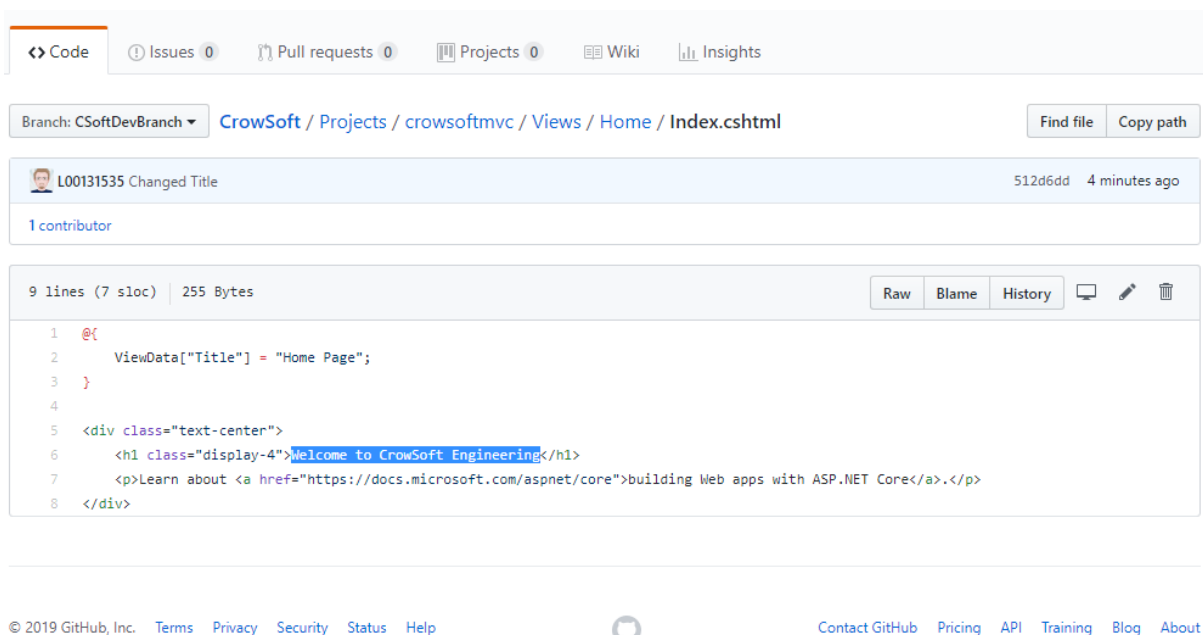 Code Issues 0 Pull requests 0 Projects 0 Wiki Insights
Branch: CSoftDevBranch CrowSoft / Projects / crowsoftmvc / Views / Home / Index.cshtml Find file Copy path
L00131535 Changed Title 512d6dd 4 minutes ago
1 contributor
9 lines (7 sloc) 255 Bytes Raw Blame History
1 @{
2 ViewData["Title"] = "Home Page";
3 }
4
5 <div class="text-center">
6 <h1 class="display-4">Welcome to CrowSoft Engineering</h1>
7 <p>Learn about <a href="https://docs.microsoft.com/aspnet/core">building Web apps with ASP.NET Core</a>.</p>
8 </div>
© 2019 GitHub, Inc. Terms Privacy Security Status Help Contact GitHub Pricing API Training Blog About